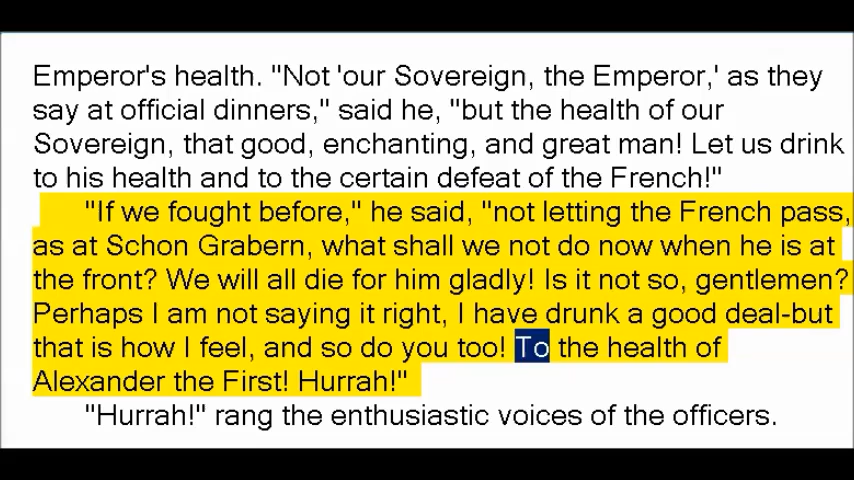 Emperor's health. "Not 'our Sovereign, the Emperor,' as they
say at official dinners," said he, "but the health of our
Sovereign, that good, enchanting, and great man! Let us drink
to his health and to the certain defeat of the French!"
"If we fought before," he said, "not letting the French pass,
as at Schon Grabern, what shall we not do now when he is at
the front? We will all die for him gladly! Is it not so, gentlemen?
Perhaps I am not saying it right, I have drunk a good deal-but
that is how I feel, and so do you too! To the health of
Alexander the First! Hurrah!"
"Hurrah!" rang the enthusiastic voices of the officers.